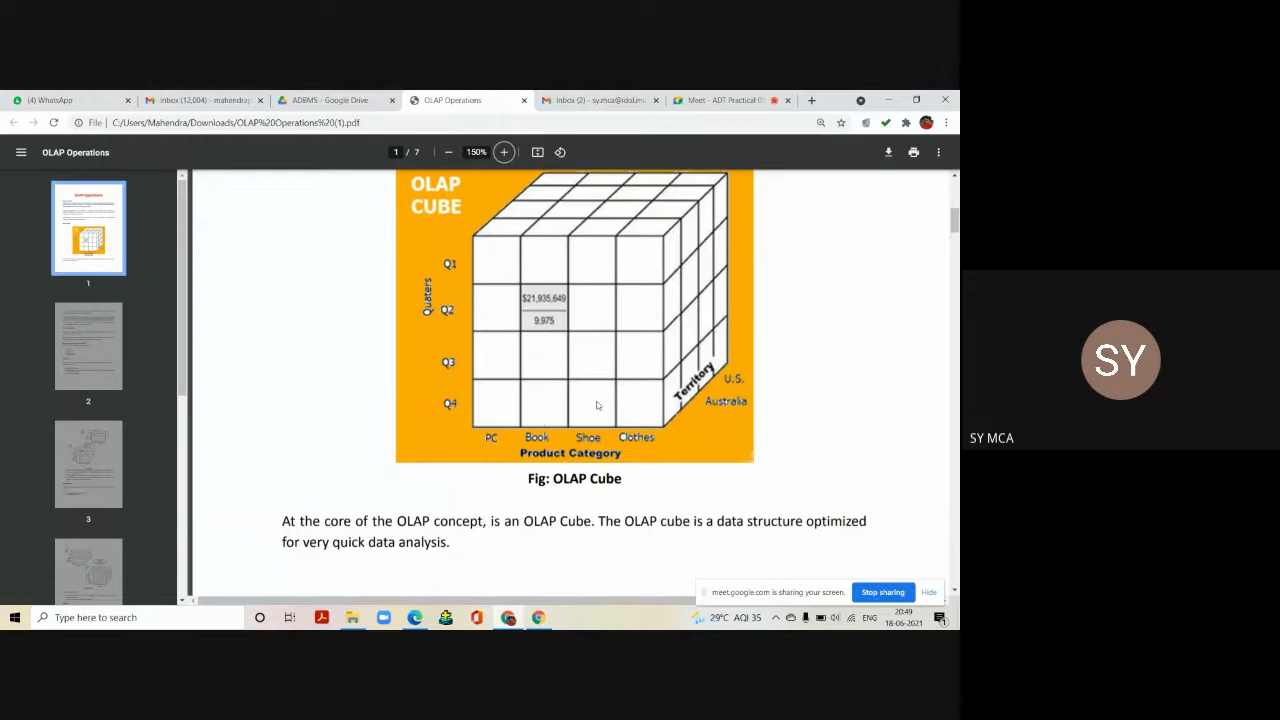 (4) WhatsApp
Inbox (12,004) - mahendra
ADBMS - Google Drive
OLAP Operations
Inbox (2) - sy.mca@idol.m
Meet - ADT Practical 0
File
C:/Users/Mahendra/Downloads/OLAP%20Operations%20(1).pdf
OLAP Operations
1 / 7
150%
OLAP
CUBE
Q1
Q2
Q3
Q4
Quaters
$21,935,649
9,975
PC
Book
Shoe
Clothes
Product Category
Territory
U.S.
Australia
Fig: OLAP Cube
At the core of the OLAP concept, is an OLAP Cube. The OLAP cube is a data structure optimized
for very quick data analysis.
1
2
3
meet.google.com is sharing your screen.
Stop sharing
Hide
Type here to search
29°C AQI 35
ENG
20:49
18-06-2021
SY
SY MCA